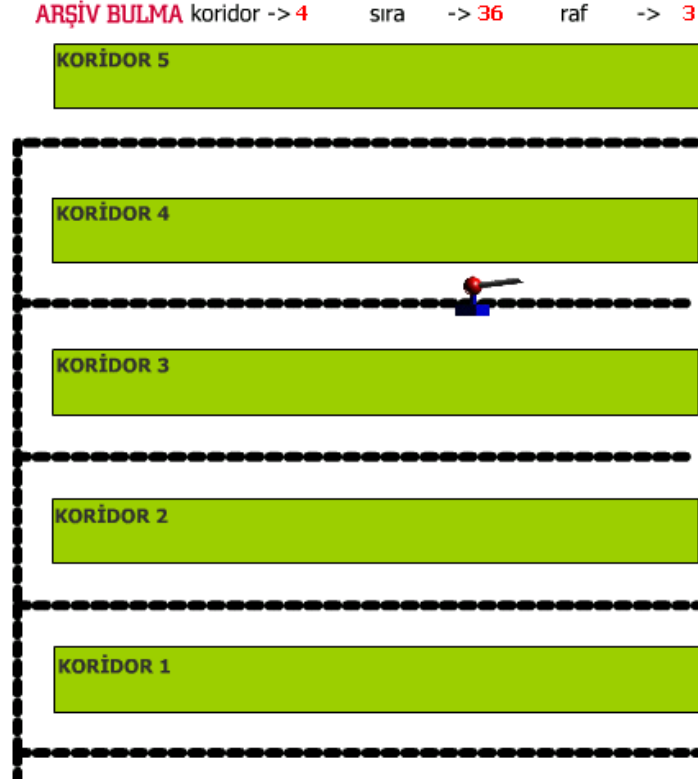 ARŞİV BULMA koridor -> 4 sıra -> 36 raf -> 3
KORİDOR 5
KORİDOR 4
KORİDOR 3
KORİDOR 2
KORİDOR 1